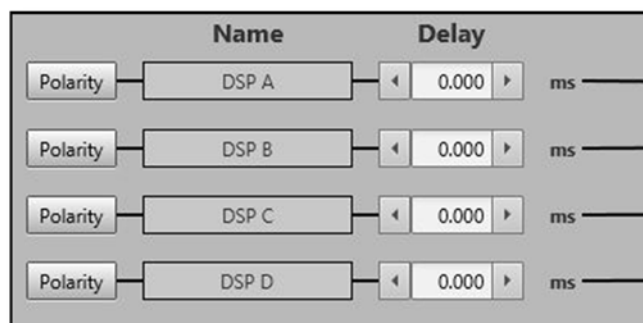 Name Delay
Polarity DSP A 0.000 ms
Polarity DSP B 0.000 ms
Polarity DSP C 0.000 ms
Polarity DSP D 0.000 ms